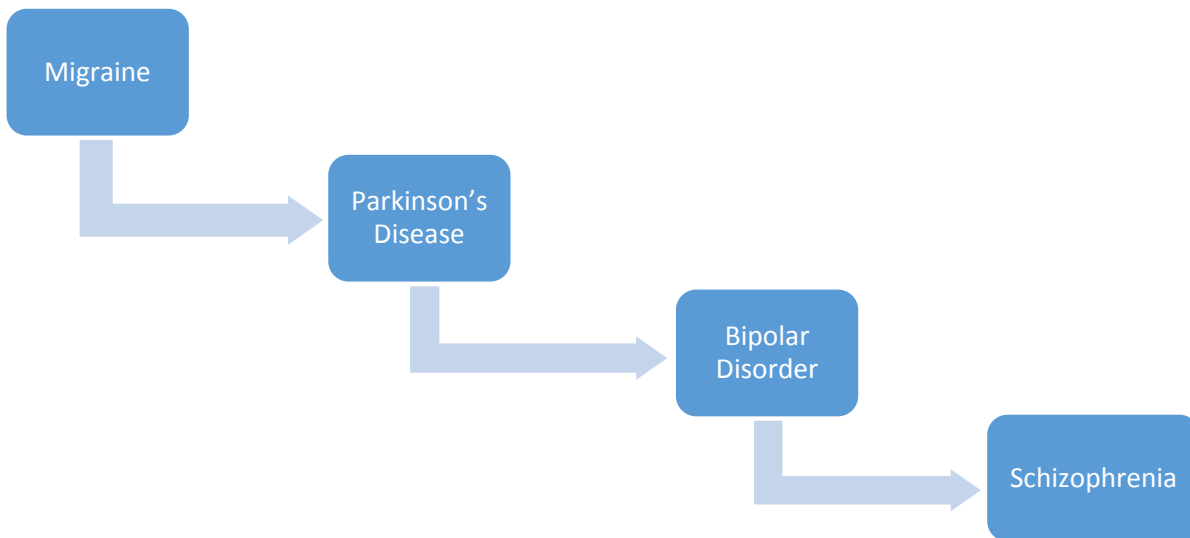 Migraine
Parkinson’s
Disease
Bipolar
Disorder
Schizophrenia